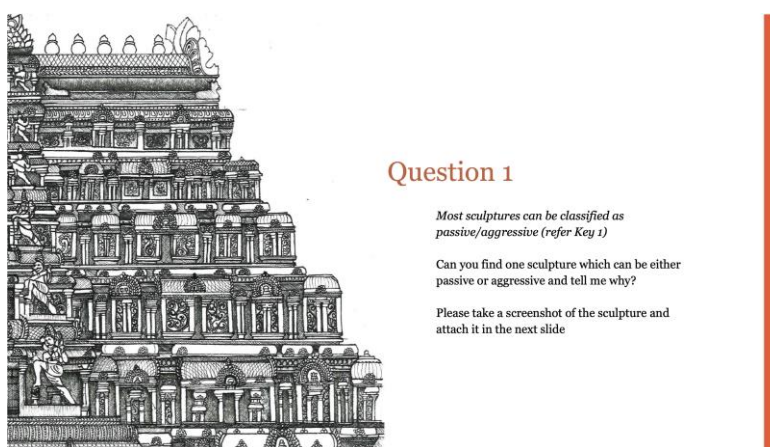 Question 1
Most sculptures can be classified as
passive/aggressive (refer Key 1)
Can you find one sculpture which can be either
passive or aggressive and tell me why?
Please take a screenshot of the sculpture and
attach it in the next slide